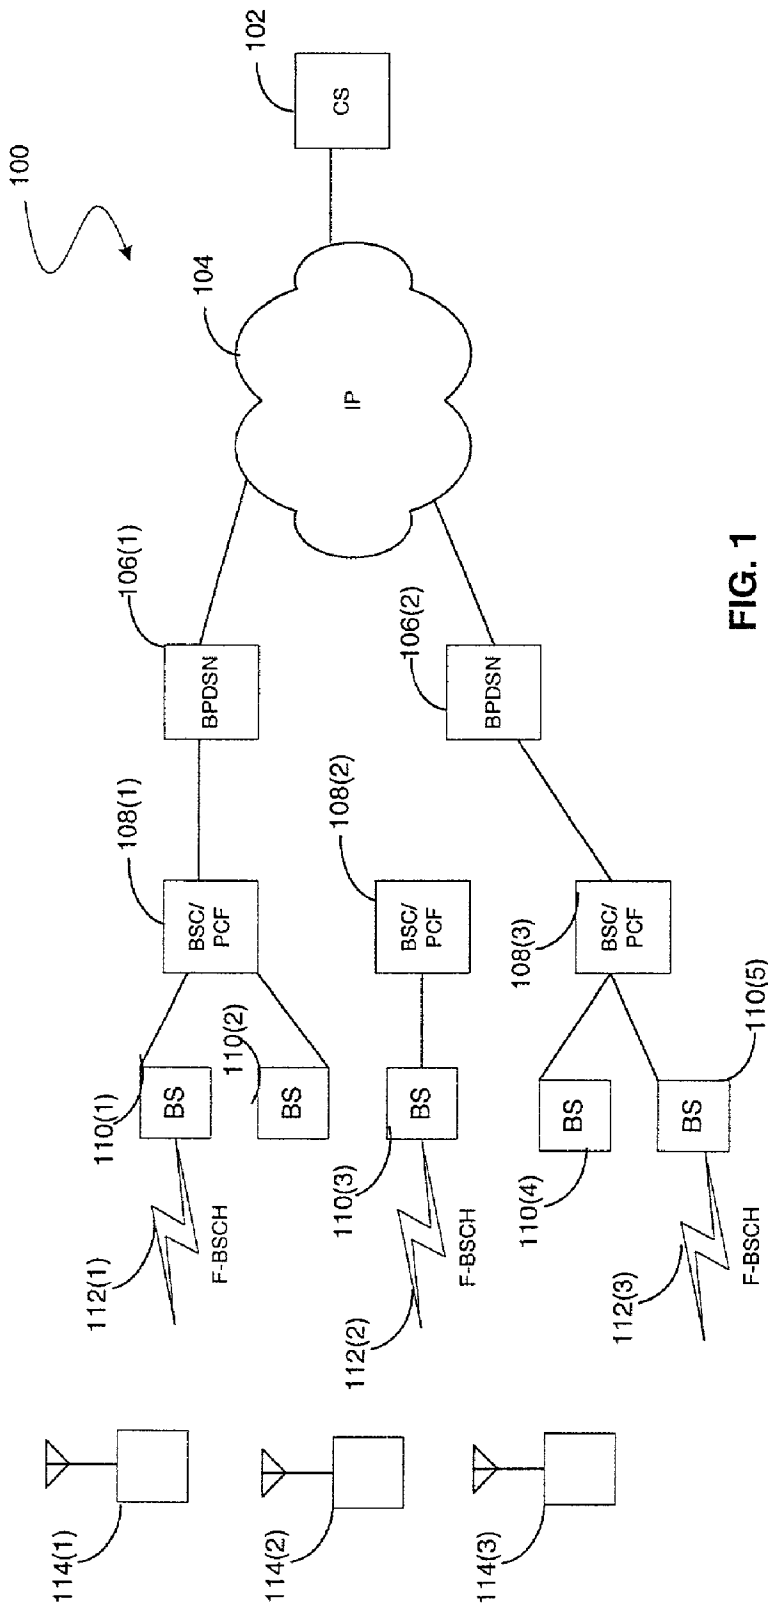 100
CS
102
104
IP
106(1)
BPDSN
106(2)
BPDSN
108(1)
BSC/
PCF
108(2)
BSC/
PCF
108(3)
BSC/
PCF
110(1)
BS
110(2)
BS
110(3)
BS
110(4)
BS
110(5)
BS
112(1)
F-BSCH
112(2)
F-BSCH
112(3)
F-BSCH
114(1)
114(2)
114(3)
FIG. 1